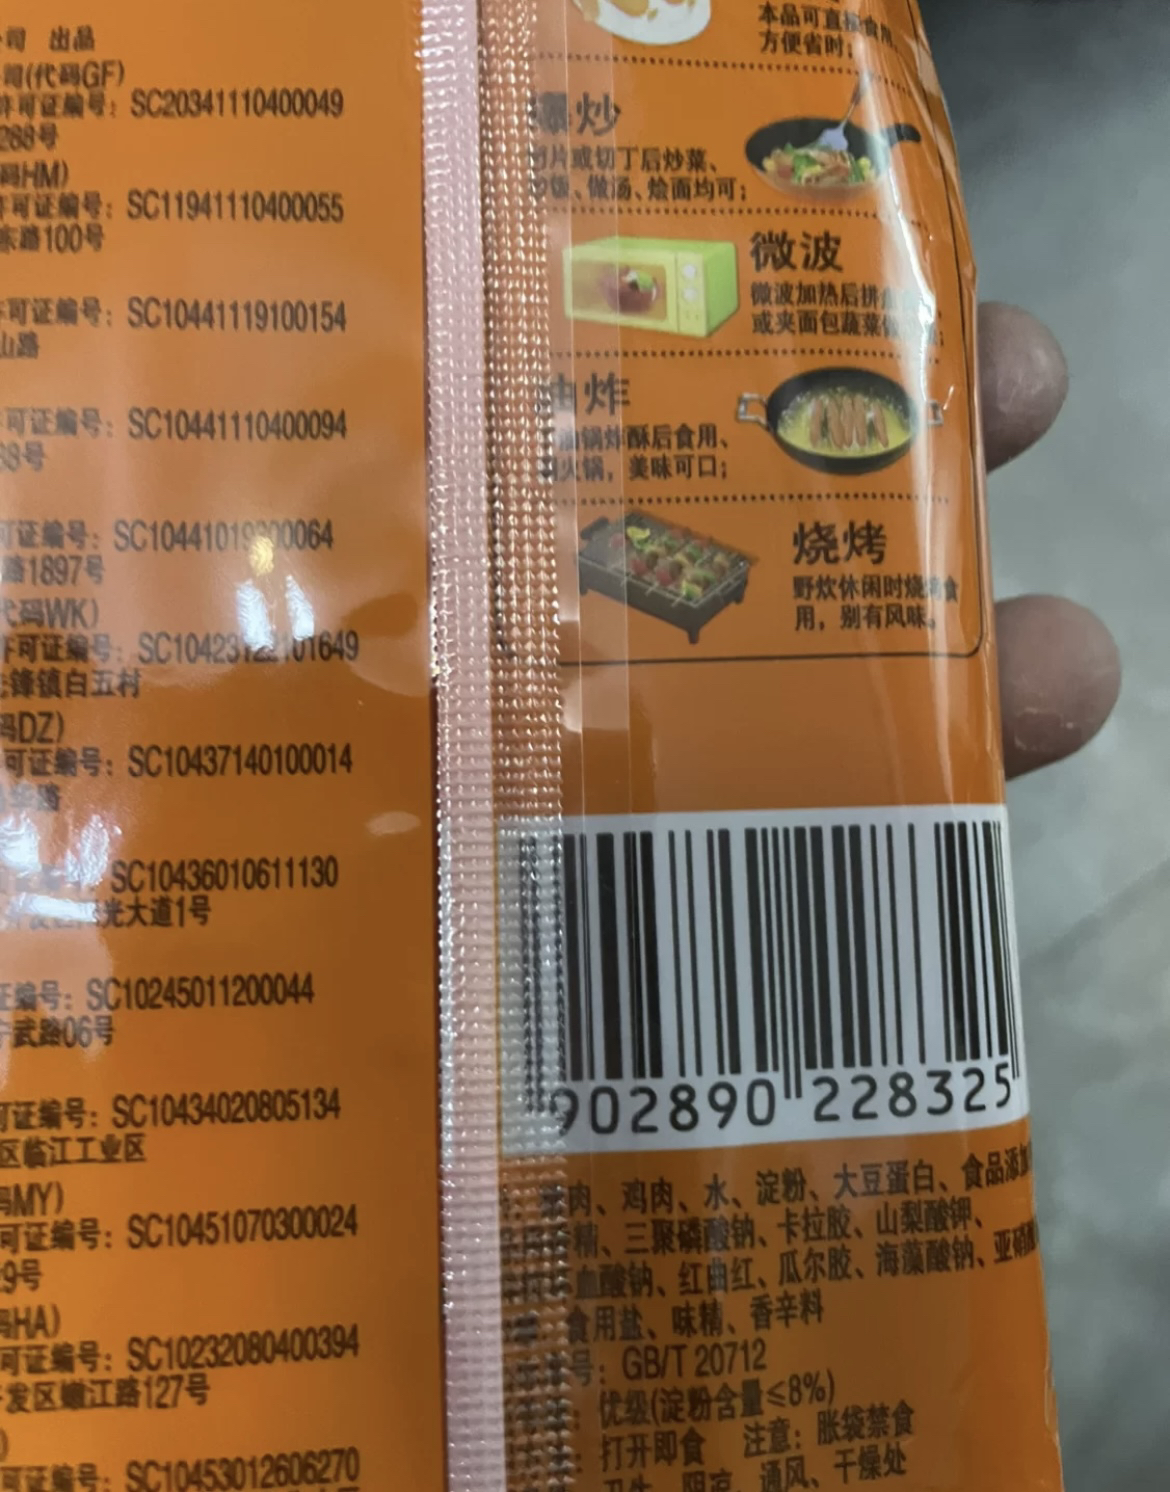 司 出品
司(代码GF)
许可证编号：SC20341110400049
288号
码HM)
许可证编号：SC11941110400055
东路100号
许可证编号：SC10441119100154
山路
可证编号：SC10441110400094
38号
可证编号：SC10441019 00064
路1897号
代码WK)
许可证编号：SC10423122101649
先锋镇白五村
码DZ)
可证编号：SC10437140100014
SC10436010611130
光大道1号
证编号：SC10245011200044
宁武路06号
可证编号：SC10434020805134
区临江工业区
码MY)
可证编号：SC10451070300024
29号
码HA)
可证编号：SC10232080400394
开发区嫩江路127号
)
可证编号：SC10453012606270
本品可直接食用，
方便省时；
爆炒
切片或切丁后炒菜、
炒饭、做汤、烩面均可；
微波
微波加热后拼
或夹面包蔬菜
油炸
油锅炸酥后食用、
火锅，美味可口；
烧烤
野炊休闲时烧烤食
用，别有风味。
902890 228325
肉、鸡肉、水、淀粉、大豆蛋白、食品添加
精、三聚磷酸钠、卡拉胶、山梨酸钾、
血酸钠、红曲红、瓜尔胶、海藻酸钠、亚硝酸
食用盐、味精、香辛料
号：GB/T 20712
：优级(淀粉含量≤8%)
：打开即食 注意：胀袋禁食
卫生、阴凉、通风、干燥处